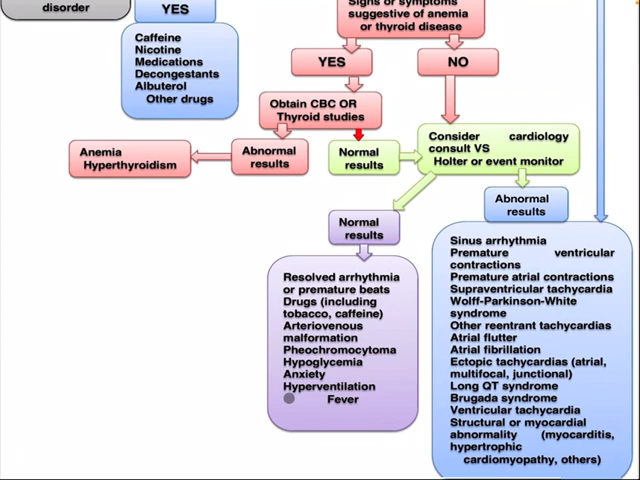 disorder
YES
Caffeine
Nicotine
Medications
Decongestants
Albuterol
Other drugs
Signs or symptoms
suggestive of anemia
or thyroid disease
YES
NO
Obtain CBC OR
Thyroid studies
Anemia
Hyperthyroidism
Abnormal
results
Normal
results
Consider cardiology
consult VS
Holter or event monitor
Normal
results
Abnormal
results
Resolved arrhythmia
or premature beats
Drugs (including
tobacco, caffeine)
Arteriovenous
malformation
Pheochromocytoma
Hypoglycemia
Anxiety
Hyperventilation
Fever
Sinus arrhythmia
Premature ventricular
contractions
Premature atrial contractions
Supraventricular tachycardia
Wolff-Parkinson-White
syndrome
Other reentrant tachycardias
Atrial flutter
Atrial fibrillation
Ectopic tachycardias (atrial,
multifocal, junctional)
Long QT syndrome
Brugada syndrome
Ventricular tachycardia
Structural or myocardial
abnormality (myocarditis,
hypertrophic
cardiomyopathy, others)